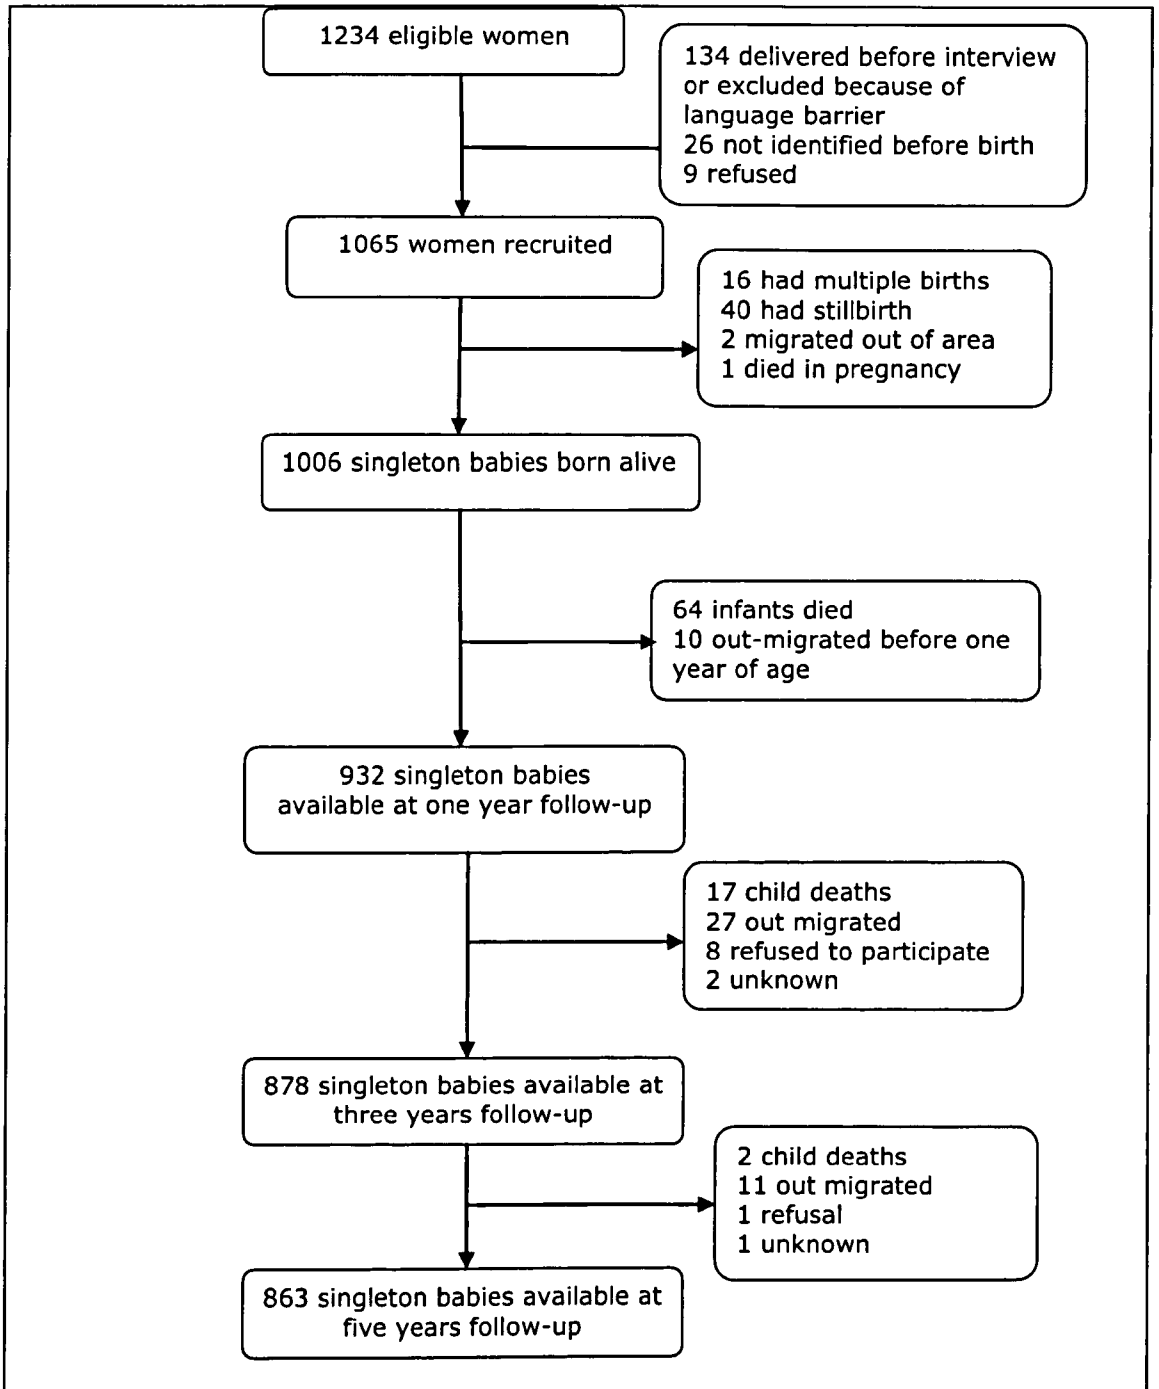 1234 eligible women
134 delivered before interview
or excluded because of
language barrier
26 not identified before birth
9 refused
1065 women recruited
16 had multiple births
40 had stillbirth
2 migrated out of area
1 died in pregnancy
1006 singleton babies born alive
64 infants died
10 out-migrated before one
year of age
932 singleton babies
available at one year follow-up
17 child deaths
27 out migrated
8 refused to participate
2 unknown
878 singleton babies available at
three years follow-up
2 child deaths
11 out migrated
1 refusal
1 unknown
863 singleton babies available at
five years follow-up